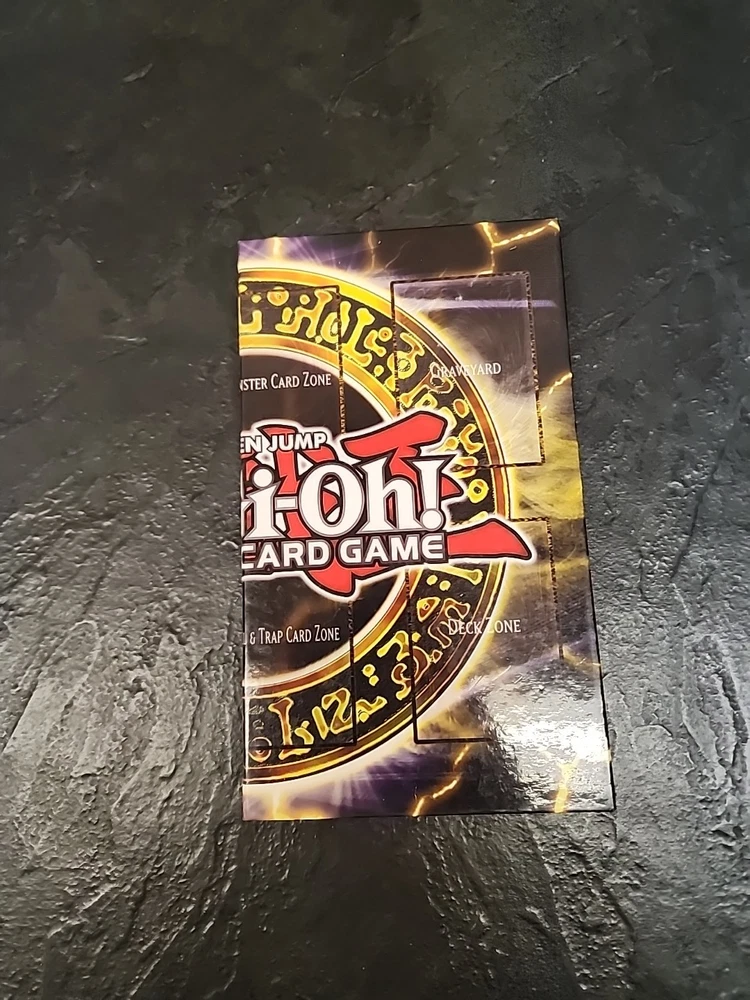 NSTER CARD ZONE
GRAVEYARD
EN JUMP
i-Oh!
CARD GAME
& TRAP CARD ZONE
DECK ZONE